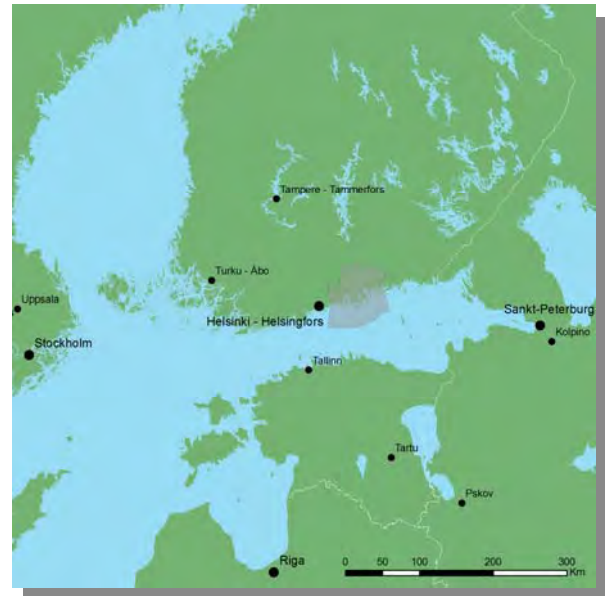 Tampere - Tammerfors
Turku - Åbo
Uppsala
Helsinki - Helsingfors
Sankt-Peterburg
Kolpino
Stockholm
Tallinn
Tartu
Pskov
Riga
0 50 100 200 300
Km